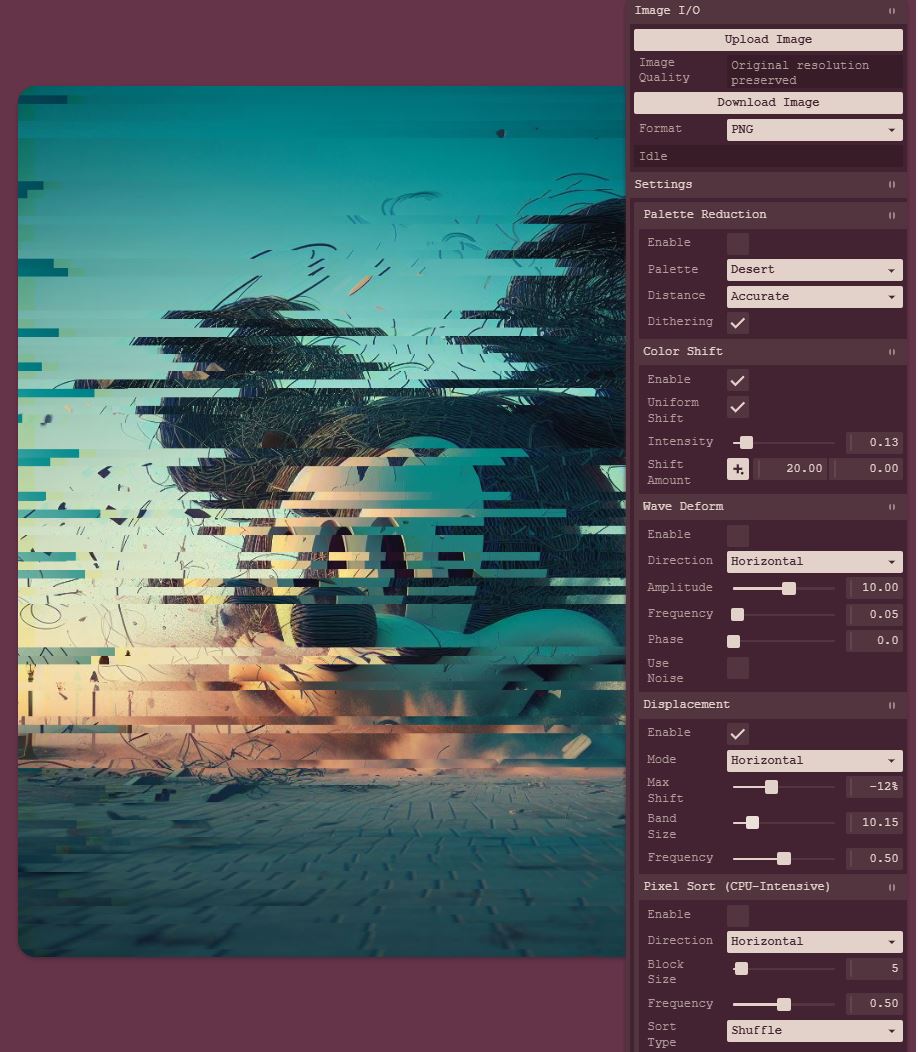 Image I/O
Upload Image
Image
Quality
Original resolution
preserved
Download Image
Format
PNG
Idle
Settings
Palette Reduction
Enable
Palette
Desert
Distance
Accurate
Dithering
Color Shift
Enable
Uniform
Shift
Intensity
0.13
Shift
Amount
20.00
0.00
Wave Deform
Enable
Direction
Horizontal
Amplitude
10.00
Frequency
0.05
Phase
0.0
Use
Noise
Displacement
Enable
Mode
Horizontal
Max
Shift
-12%
Band
Size
10.15
Frequency
0.50
Pixel Sort (CPU-Intensive)
Enable
Direction
Horizontal
Block
Size
5
Frequency
0.50
Sort
Type
Shuffle